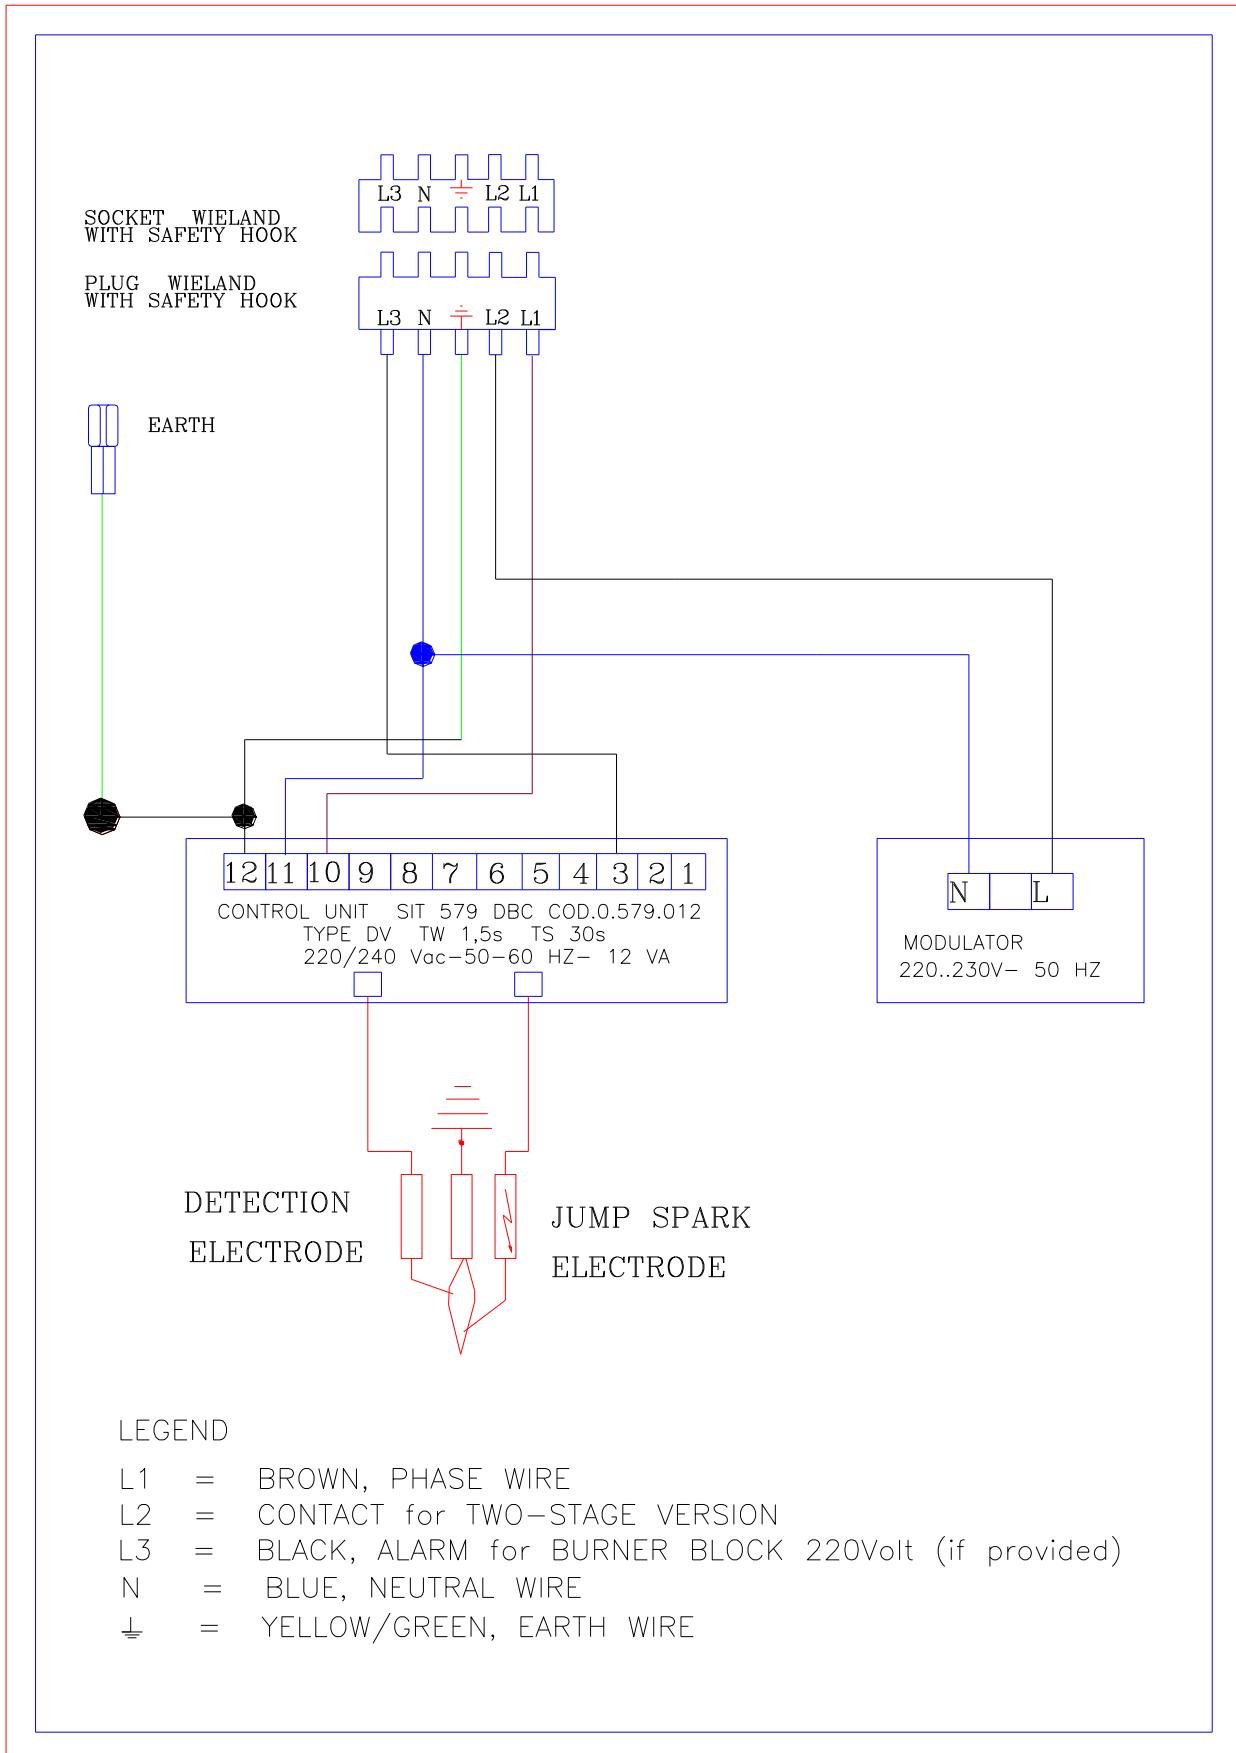 L3 N L2 L1
SOCKET WIELAND
WITH SAFETY HOOK
PLUG WIELAND
WITH SAFETY HOOK
L3 N L2 L1
EARTH
12 11 10 9 8 7 6 5 4 3 2 1
CONTROL UNIT SIT 579 DBC COD.0.579.012
TYPE DV TW 1,5s TS 30s
220/240 Vac-50-60 HZ- 12 VA
N L
MODULATOR
220..230V- 50 HZ
DETECTION
ELECTRODE
JUMP SPARK
ELECTRODE
LEGEND
L1 = BROWN, PHASE WIRE
L2 = CONTACT for TWO-STAGE VERSION
L3 = BLACK, ALARM for BURNER BLOCK 220Volt (if provided)
N = BLUE, NEUTRAL WIRE
⏚ = YELLOW/GREEN, EARTH WIRE